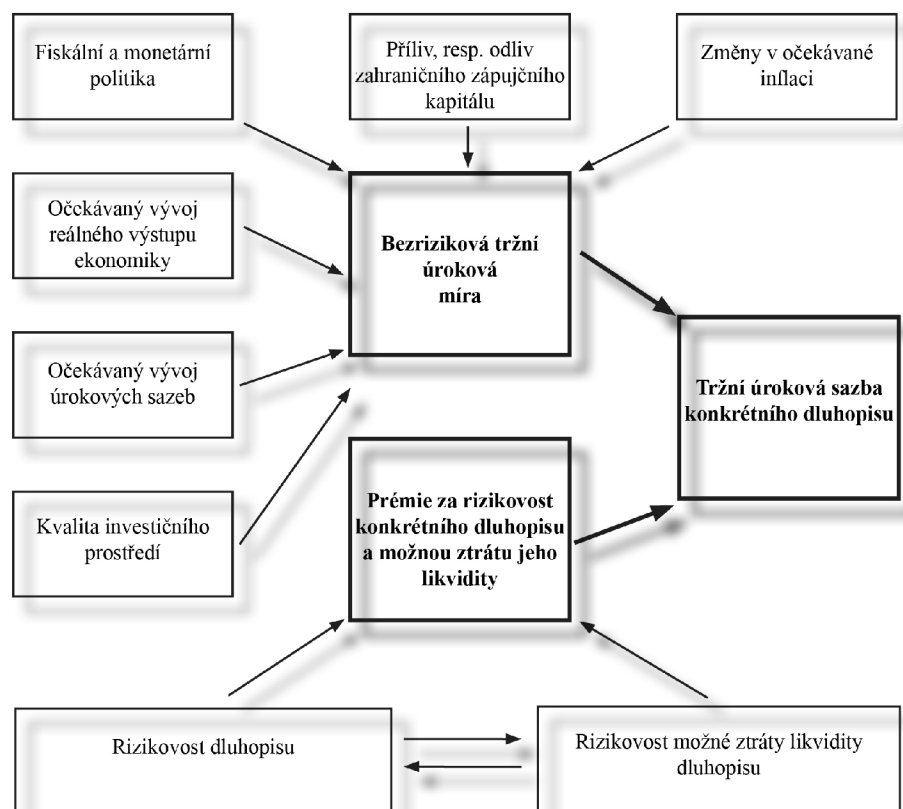 Fiskální a monetární
politika
Příliv, resp. odliv
zahraničního zápujčního
kapitálu
Změny v očekávané
inflaci
Očekávaný vývoj
reálného výstupu
ekonomiky
Bezriziková tržní
úroková
míra
Očekávaný vývoj
úrokových sazeb
Tržní úroková sazba
konkrétního dluhopisu
Kvalita investičního
prostředí
Prémie za rizikovost
konkrétního dluhopisu
a možnou ztrátu jeho
likvidity
Rizikovost dluhopisu
Rizikovost možné ztráty likvidity
dluhopisu